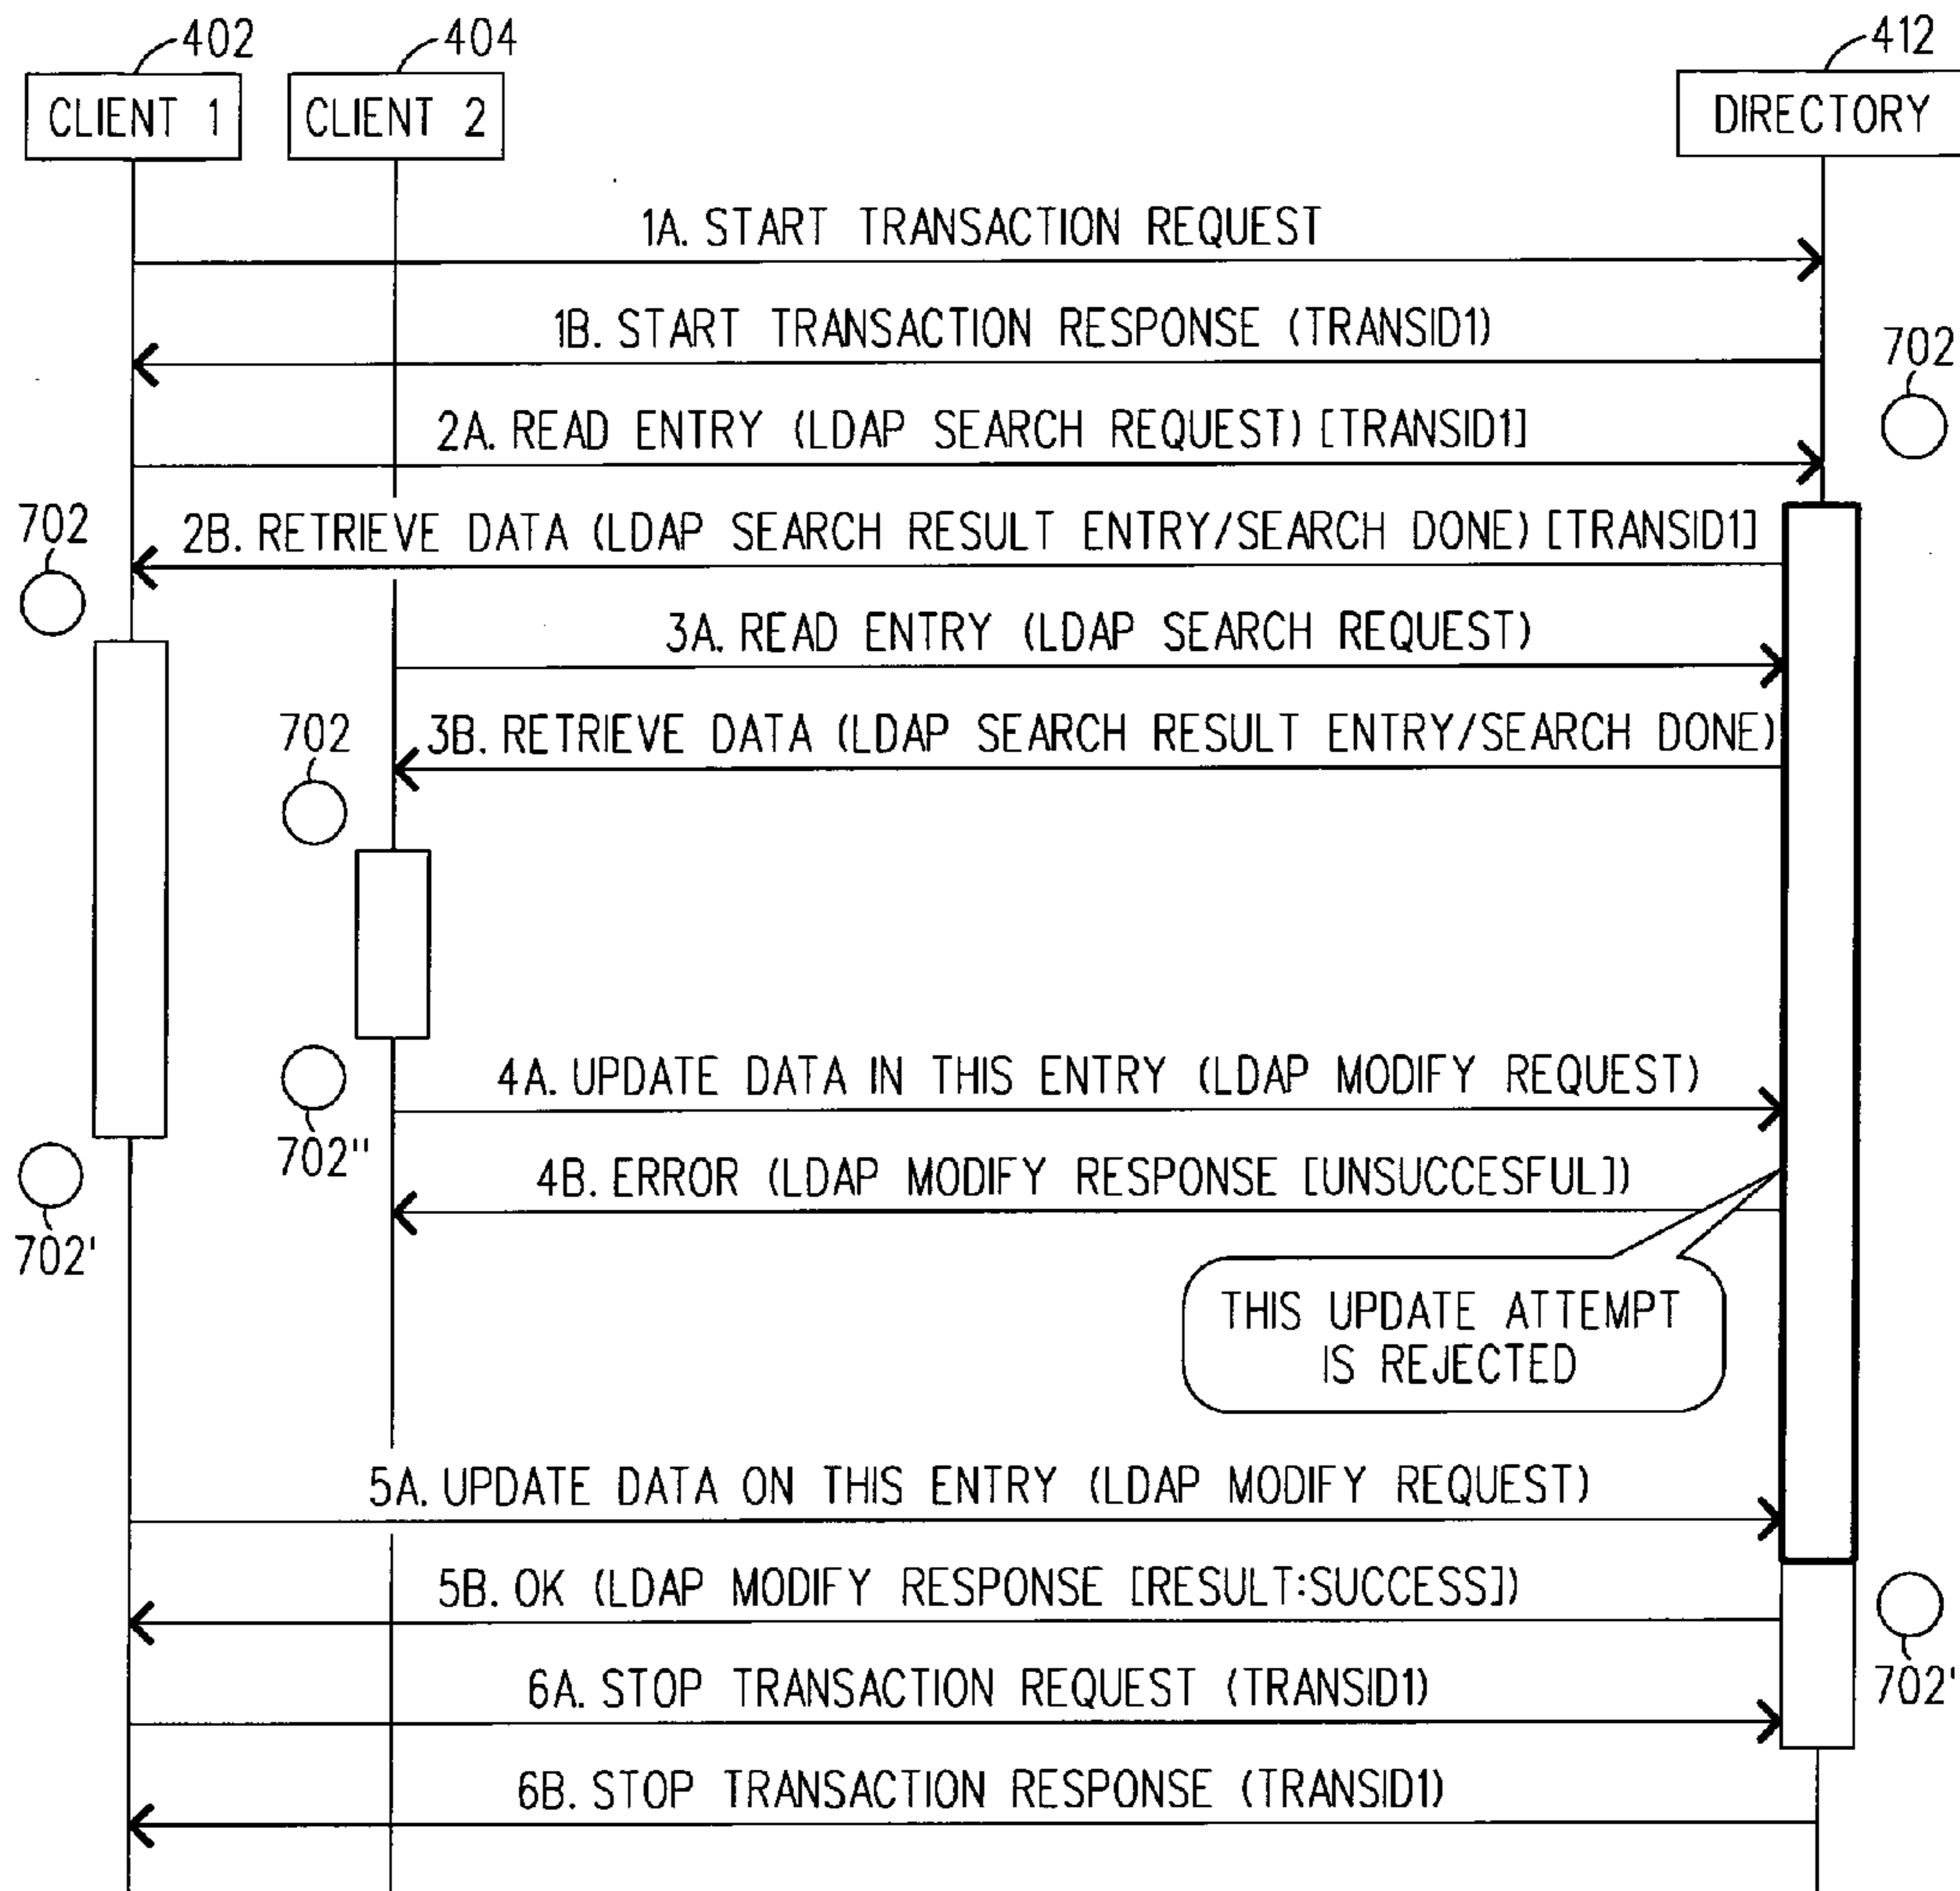 402
404
412
CLIENT 1
CLIENT 2
DIRECTORY
1A. START TRANSACTION REQUEST
1B. START TRANSACTION RESPONSE (TRANSID1)
702
2A. READ ENTRY (LDAP SEARCH REQUEST) [TRANSID1]
702
2B. RETRIEVE DATA (LDAP SEARCH RESULT ENTRY/SEARCH DONE) [TRANSID1]
3A. READ ENTRY (LDAP SEARCH REQUEST)
702
3B. RETRIEVE DATA (LDAP SEARCH RESULT ENTRY/SEARCH DONE)
4A. UPDATE DATA IN THIS ENTRY (LDAP MODIFY REQUEST)
702"
4B. ERROR (LDAP MODIFY RESPONSE [UNSUCCESFUL])
702'
THIS UPDATE ATTEMPT
IS REJECTED
5A. UPDATE DATA ON THIS ENTRY (LDAP MODIFY REQUEST)
5B. OK (LDAP MODIFY RESPONSE [RESULT:SUCCESS])
6A. STOP TRANSACTION REQUEST (TRANSID1)
702'
6B. STOP TRANSACTION RESPONSE (TRANSID1)